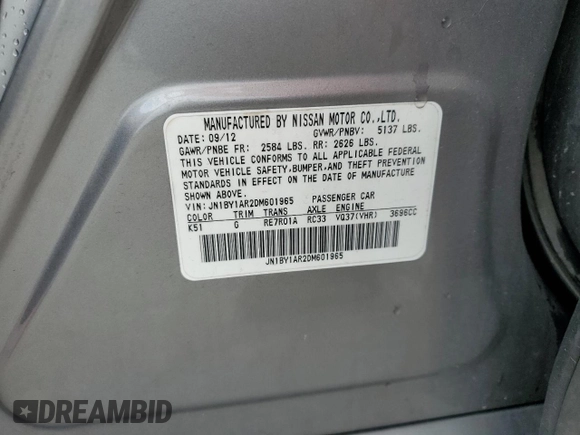 MANUFACTURED BY NISSAN MOTOR CO.,LTD.
DATE: 09/12 GVWR/PNBV: 5137 LBS.
GAWR/PNBE FR: 2584 LBS. RR: 2626 LBS.
THIS VEHICLE CONFORMS TO ALL APPLICABLE FEDERAL
MOTOR VEHICLE SAFETY,BUMPER,AND THEFT PREVENTION
STANDARDS IN EFFECT ON THE DATE OF MANUFACTURE
SHOWN ABOVE.
VIN: JN1BY1AR2DM601965 PASSENGER CAR
COLOR TRIM TRANS AXLE ENGINE
K51 G RE7R01A RC33 VQ37(VHR) 3696CC
JN1BY1AR2DM601965
DREAMBID